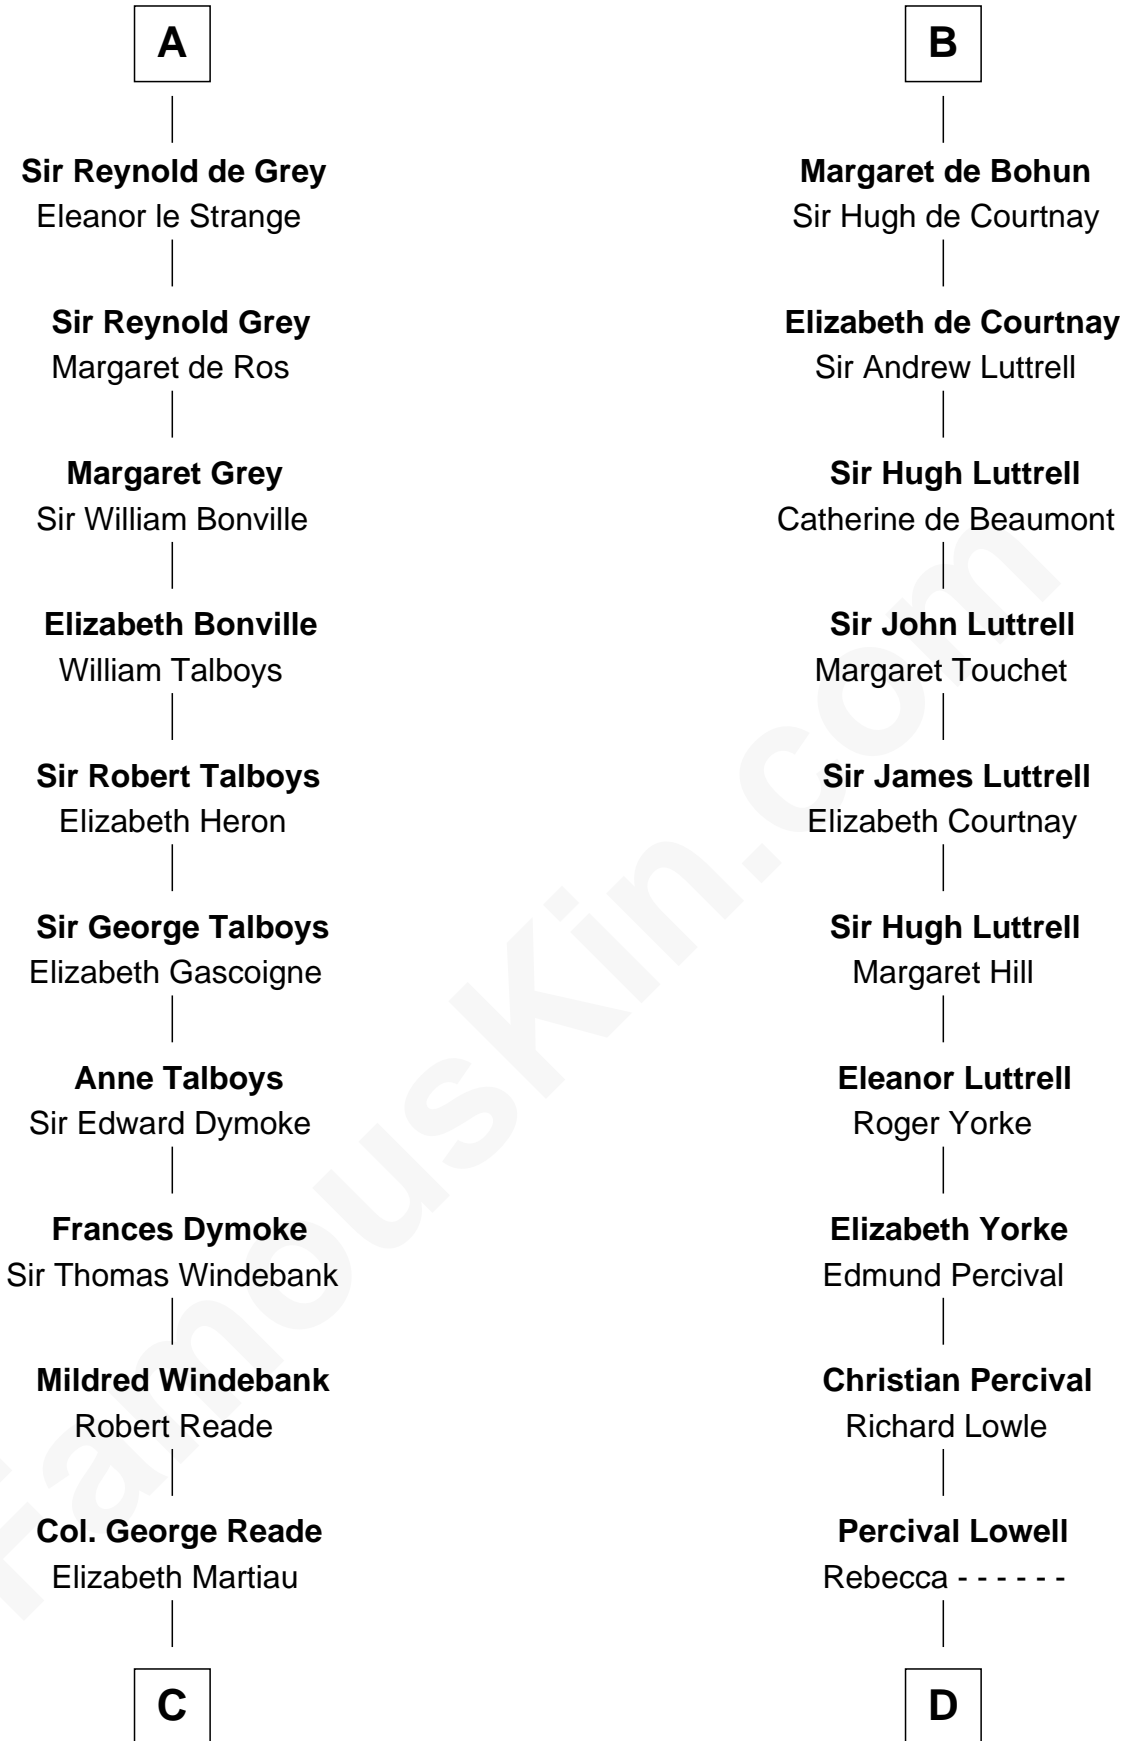 A
Sir Reynold de Grey
Eleanor le Strange
Sir Reynold Grey
Margaret de Ros
Margaret Grey
Sir William Bonville
Elizabeth Bonville
William Talboys
Sir Robert Talboys
Elizabeth Heron
Sir George Talboys
Elizabeth Gascoigne
Anne Talboys
Sir Edward Dymoke
Frances Dymoke
Sir Thomas Windebank
Mildred Windebank
Robert Reade
Col. George Reade
Elizabeth Martiau
C
B
Margaret de Bohun
Sir Hugh de Courtnay
Elizabeth de Courtnay
Sir Andrew Luttrell
Sir Hugh Luttrell
Catherine de Beaumont
Sir John Luttrell
Margaret Touchet
Sir James Luttrell
Elizabeth Courtnay
Sir Hugh Luttrell
Margaret Hill
Eleanor Luttrell
Roger Yorke
Elizabeth Yorke
Edmund Percival
Christian Percival
Richard Lowle
Percival Lowell
Rebecca - - - - - -
D
FamousKin.com